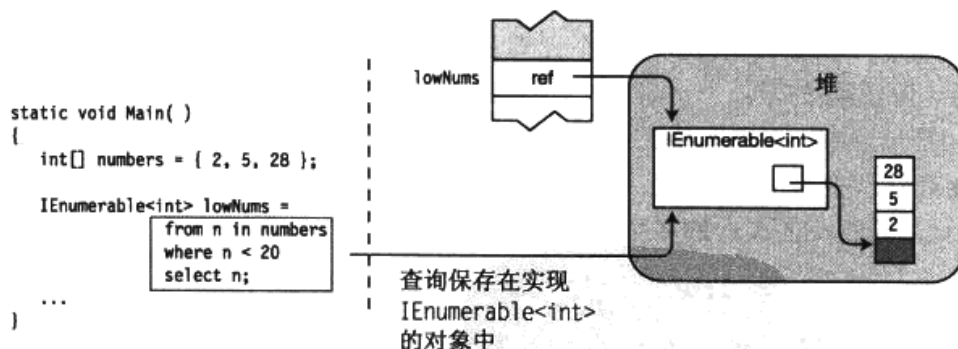 static void Main( )
{
int[] numbers = { 2, 5, 28 };
IEnumerable<int> lowNums =
from n in numbers
where n < 20
select n;
...
}
lowNums
ref
堆
IEnumerable<int>
28
5
2
查询保存在实现
IEnumerable<int>
的对象中